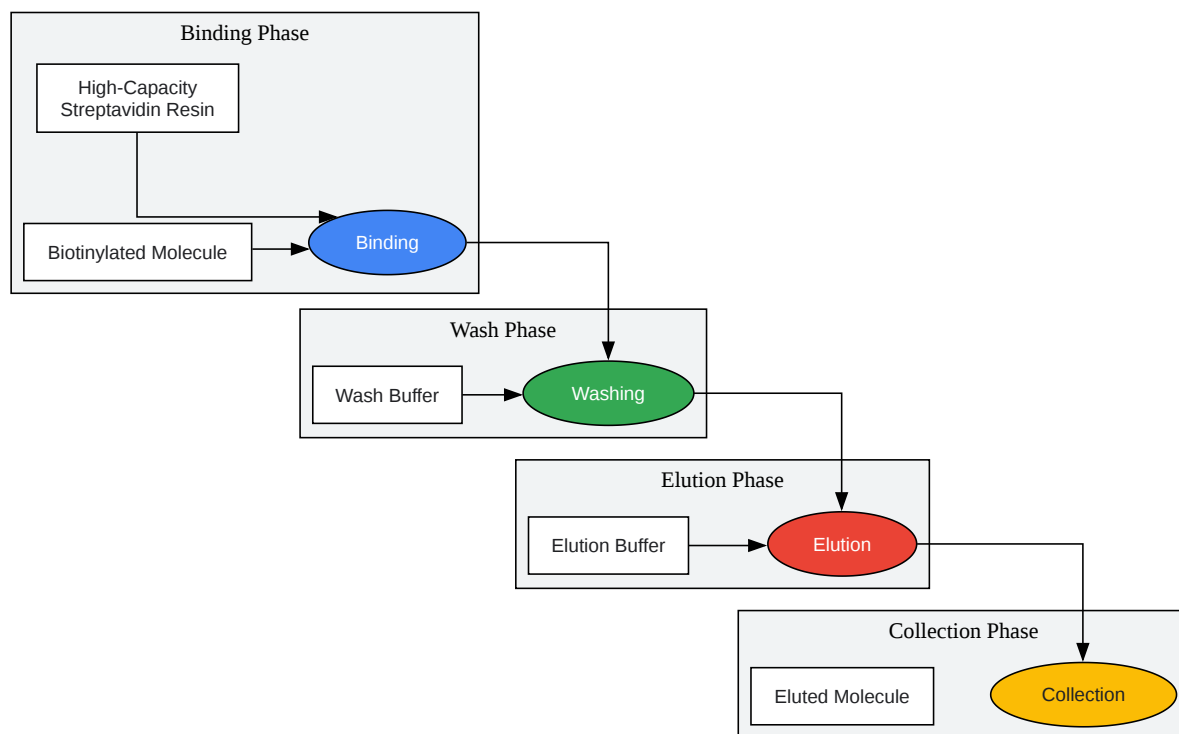 Binding Phase
High-Capacity
Streptavidin Resin
Biotinylated Molecule
Binding
Wash Phase
Wash Buffer
Washing
Elution Phase
Elution Buffer
Elution
Collection Phase
Eluted Molecule
Collection